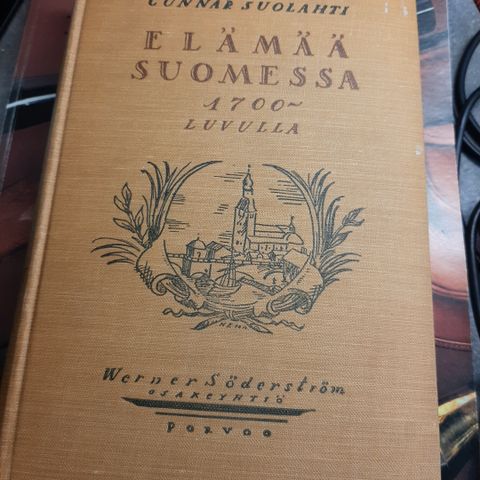 GUNNAR SUOLAHTI
ELÄMÄÄ
SUOMESSA
1700~
LUVULLA
Werner Söderström
OSAKEYHTIÖ
PORVOO